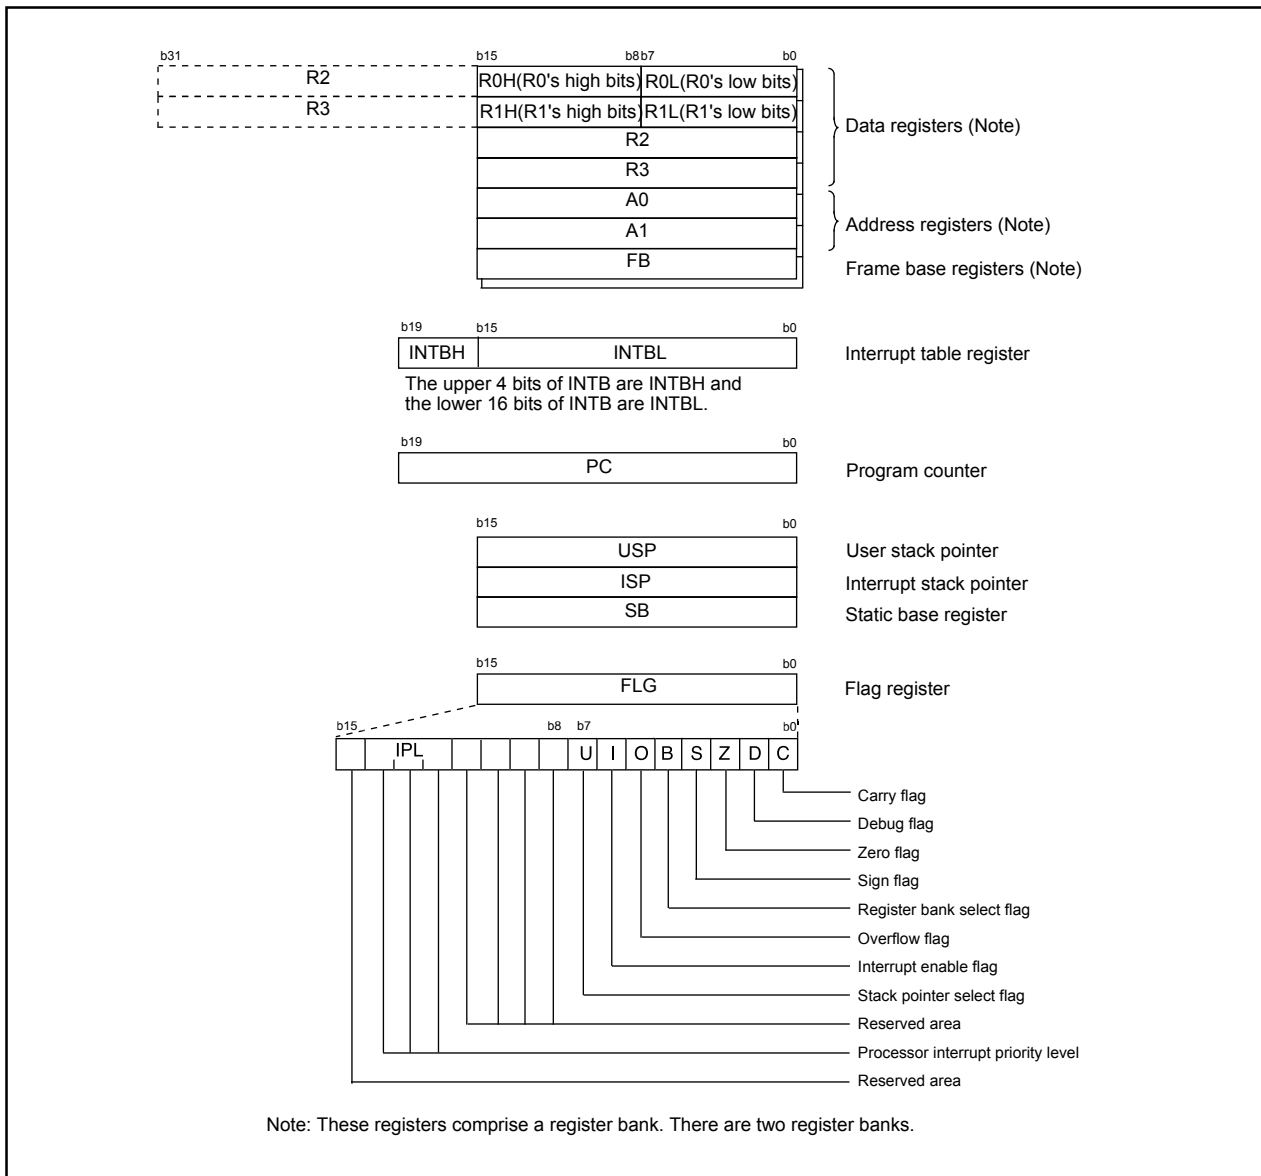 b31 b15 b8b7 b0
R2 R0H(R0's high bits) R0L(R0's low bits)
R3 R1H(R1's high bits) R1L(R1's low bits)
Data registers (Note)
R2
R3
A0
A1
Address registers (Note)
FB
Frame base registers (Note)
b19 b15 b0
INTBH INTBL Interrupt table register
The upper 4 bits of INTB are INTBH and
the lower 16 bits of INTB are INTBL.
b19 b0
PC Program counter
b15 b0
USP User stack pointer
ISP Interrupt stack pointer
SB Static base register
b15 b0
FLG Flag register
b15 b8 b7 b0
IPL U I O B S Z D C
Carry flag
Debug flag
Zero flag
Sign flag
Register bank select flag
Overflow flag
Interrupt enable flag
Stack pointer select flag
Reserved area
Processor interrupt priority level
Reserved area
Note: These registers comprise a register bank. There are two register banks.